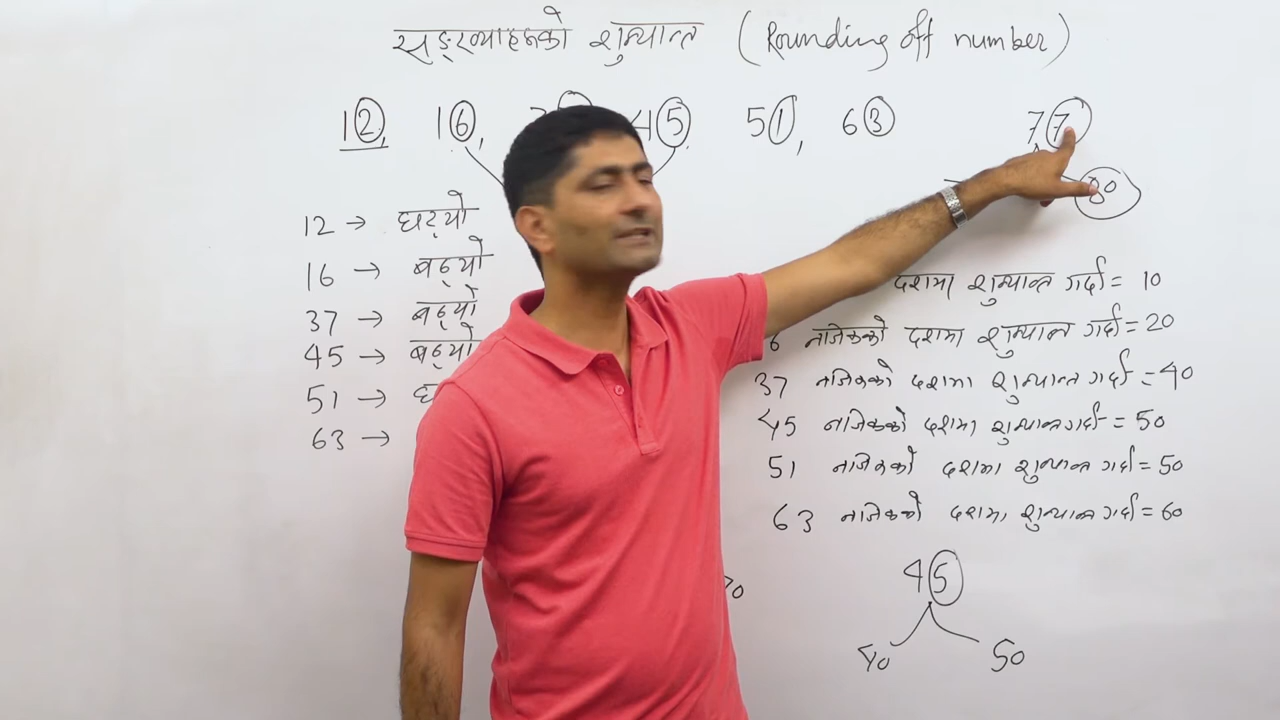 सङ्ख्याहरूको शुन्यान्त (Rounding off number)
12, 16, 45 51, 63 77
80
12 → घट्यो
16 → बढ्यो
37 → बढ्यो
45 → बढ्यो
51 →
63 →
दशमा शुन्यान्त गर्दा = 10
6 नजिकको दशमा शुन्यान्त गर्दा = 20
37 नजिकको दशमा शुन्यान्त गर्दा = 40
45 नजिकको दशमा शुन्यान्त गर्दा = 50
51 नजिकको दशमा शुन्यान्त गर्दा = 50
63 नजिकको दशमा शुन्यान्त गर्दा = 60
45
40 50